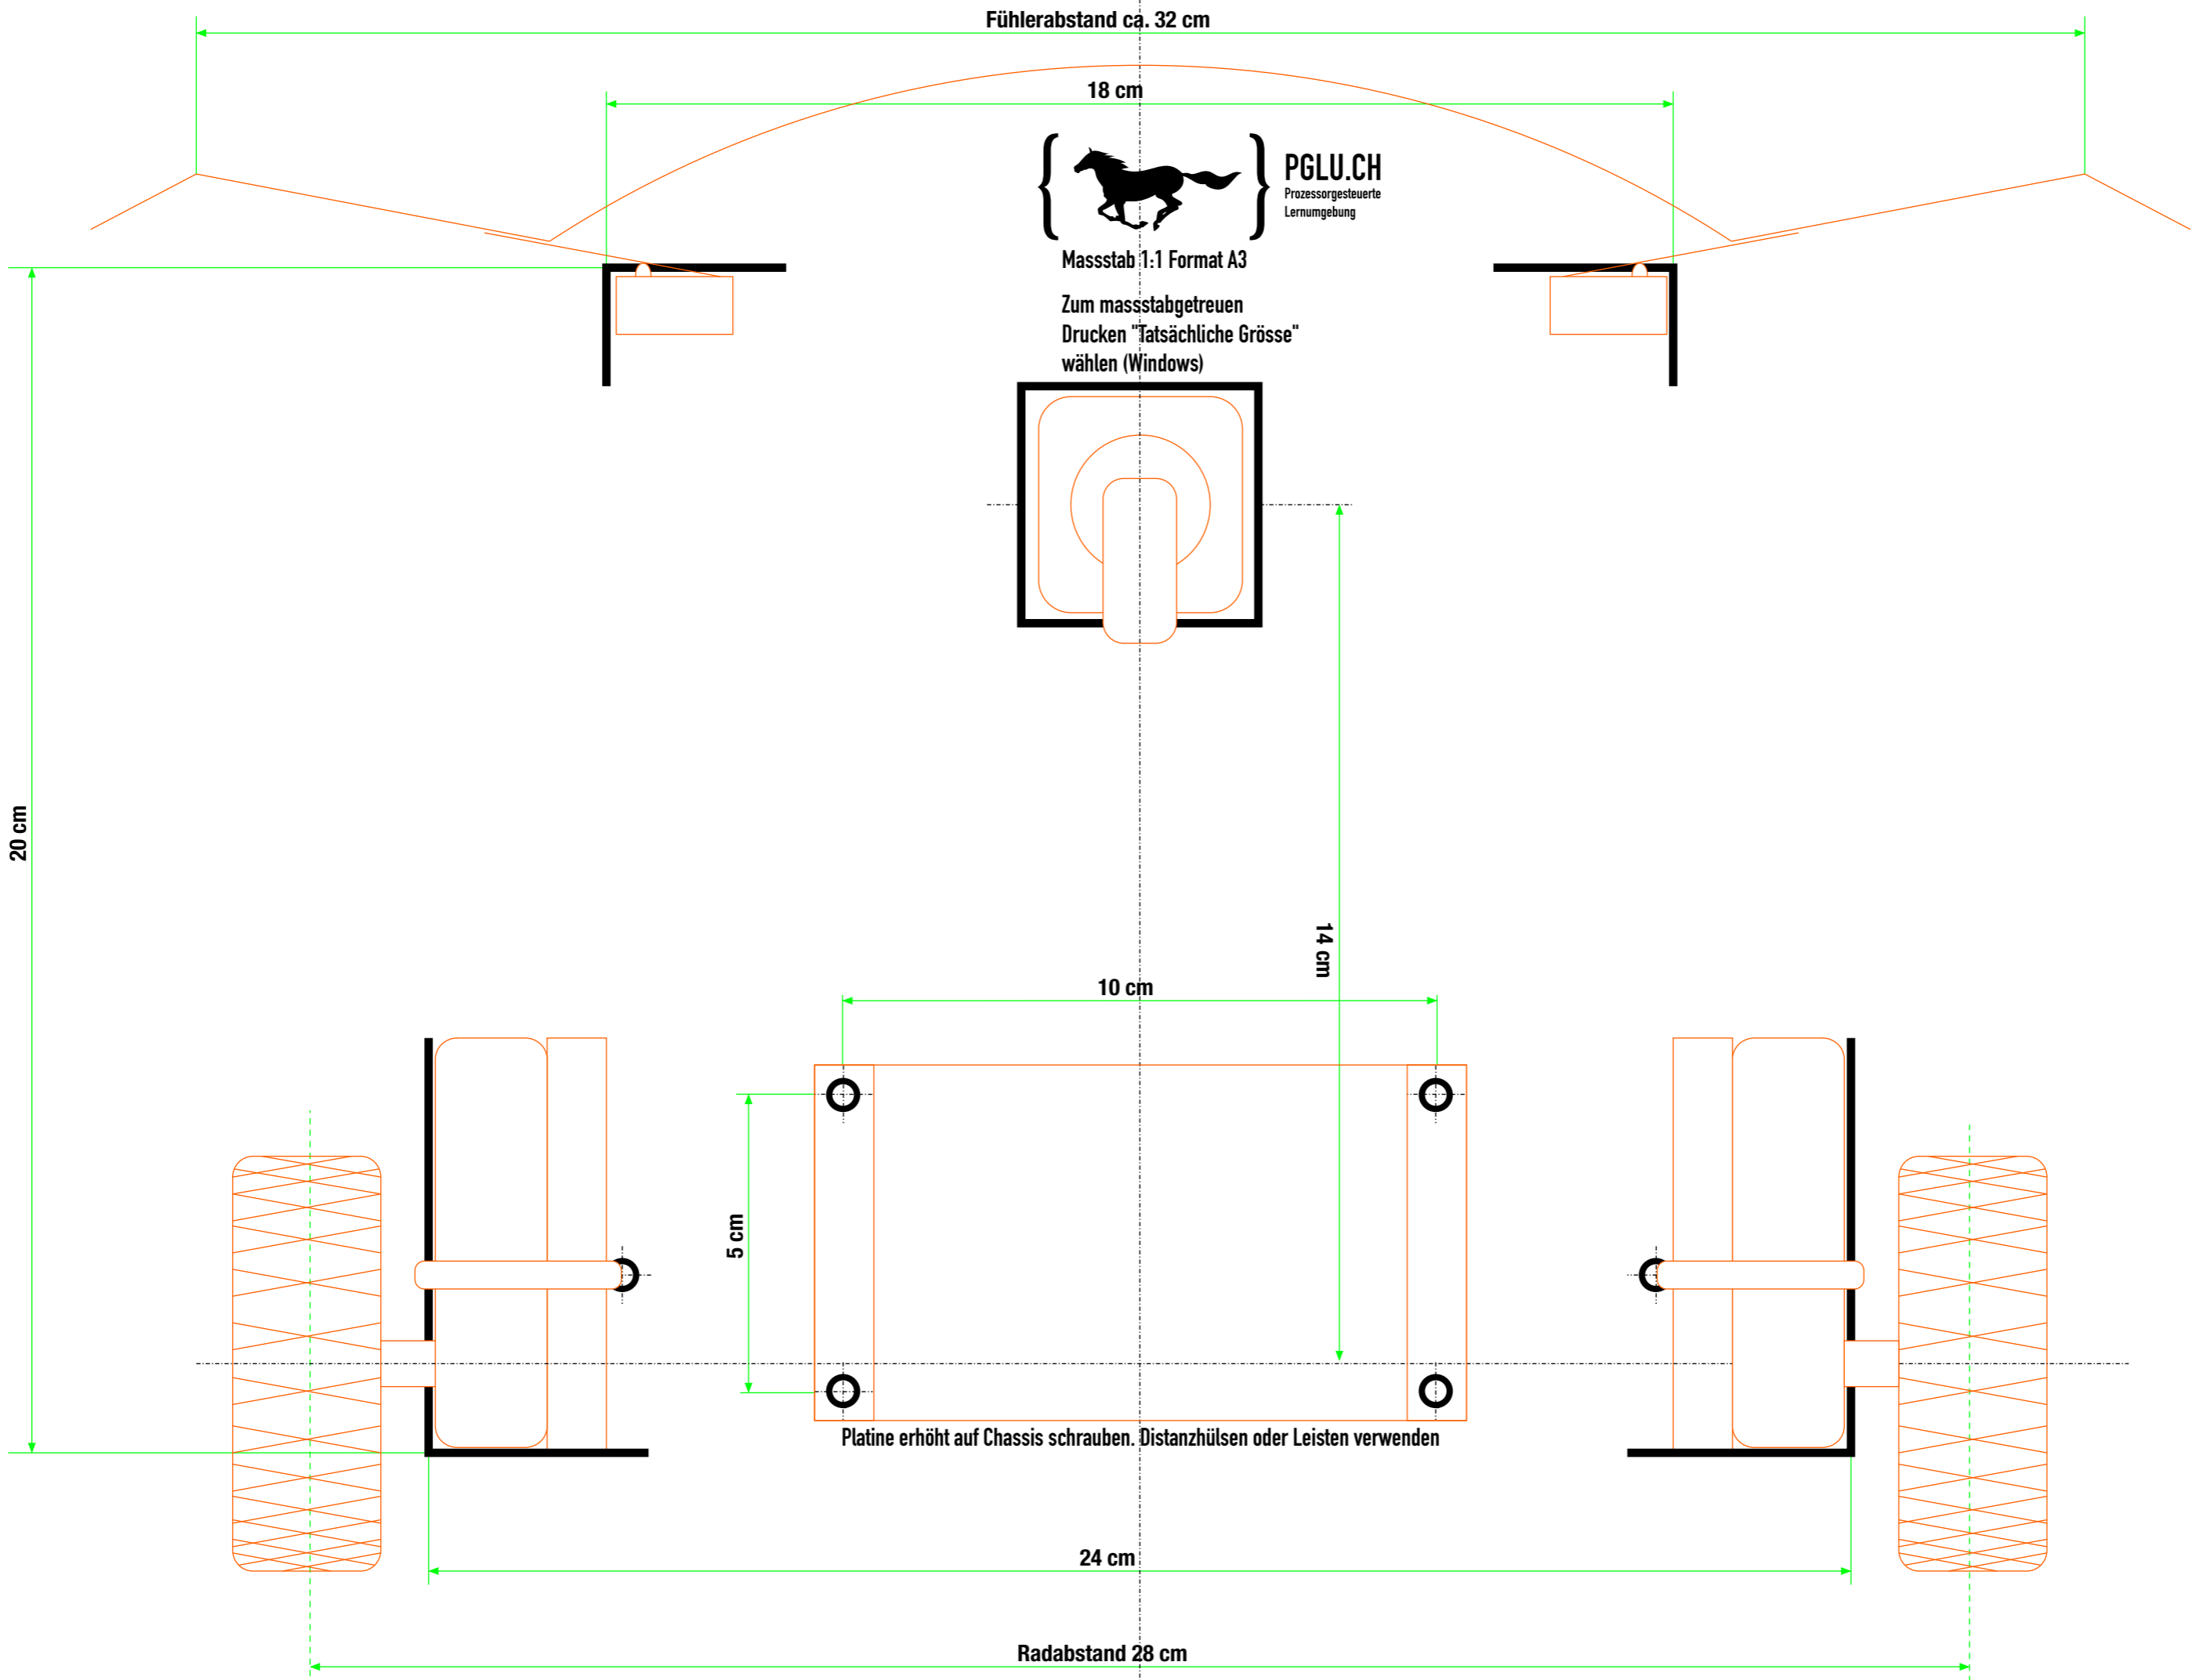 Fühlerabstand ca. 32 cm
18 cm
PGLU.CH
Prozessorgesteuerte
Lernumgebung
Massstab 1:1 Format A3
Zum massstabgetreuen
Drucken "Tatsächliche Grösse"
wählen (Windows)
20 cm
14 cm
10 cm
5 cm
Platine erhöht auf Chassis schrauben. Distanzhülsen oder Leisten verwenden
24 cm
Radabstand 28 cm